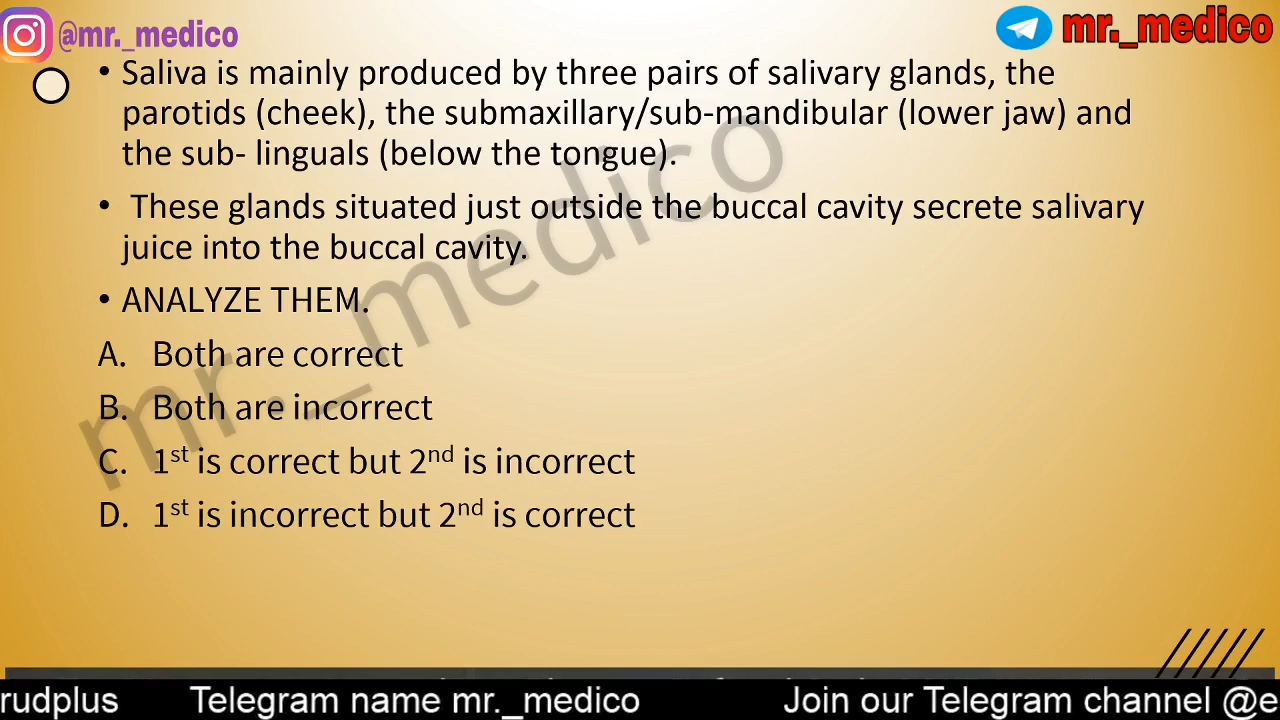 @mr._medico
mr._medico
• Saliva is mainly produced by three pairs of salivary glands, the
parotids (cheek), the submaxillary/sub-mandibular (lower jaw) and
the sub- linguals (below the tongue).
• These glands situated just outside the buccal cavity secrete salivary
juice into the buccal cavity.
• ANALYZE THEM.
A. Both are correct
B. Both are incorrect
C. 1st is correct but 2nd is incorrect
D. 1st is incorrect but 2nd is correct
mr._medico
rudplus Telegram name mr._medico Join our Telegram channel @e